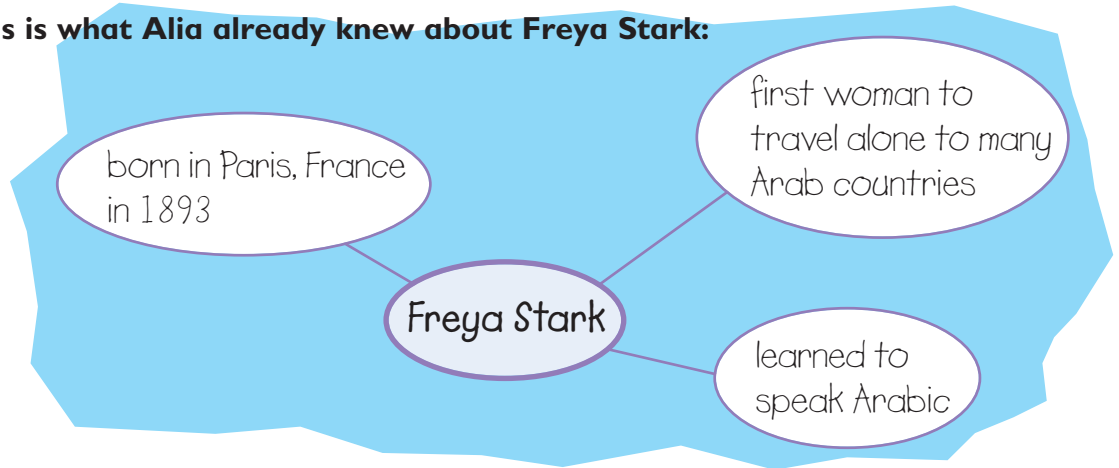 s is what Alia already knew about Freya Stark:
born in Paris, France
in 1893
first woman to
travel alone to many
Arab countries
Freya Stark
learned to
speak Arabic